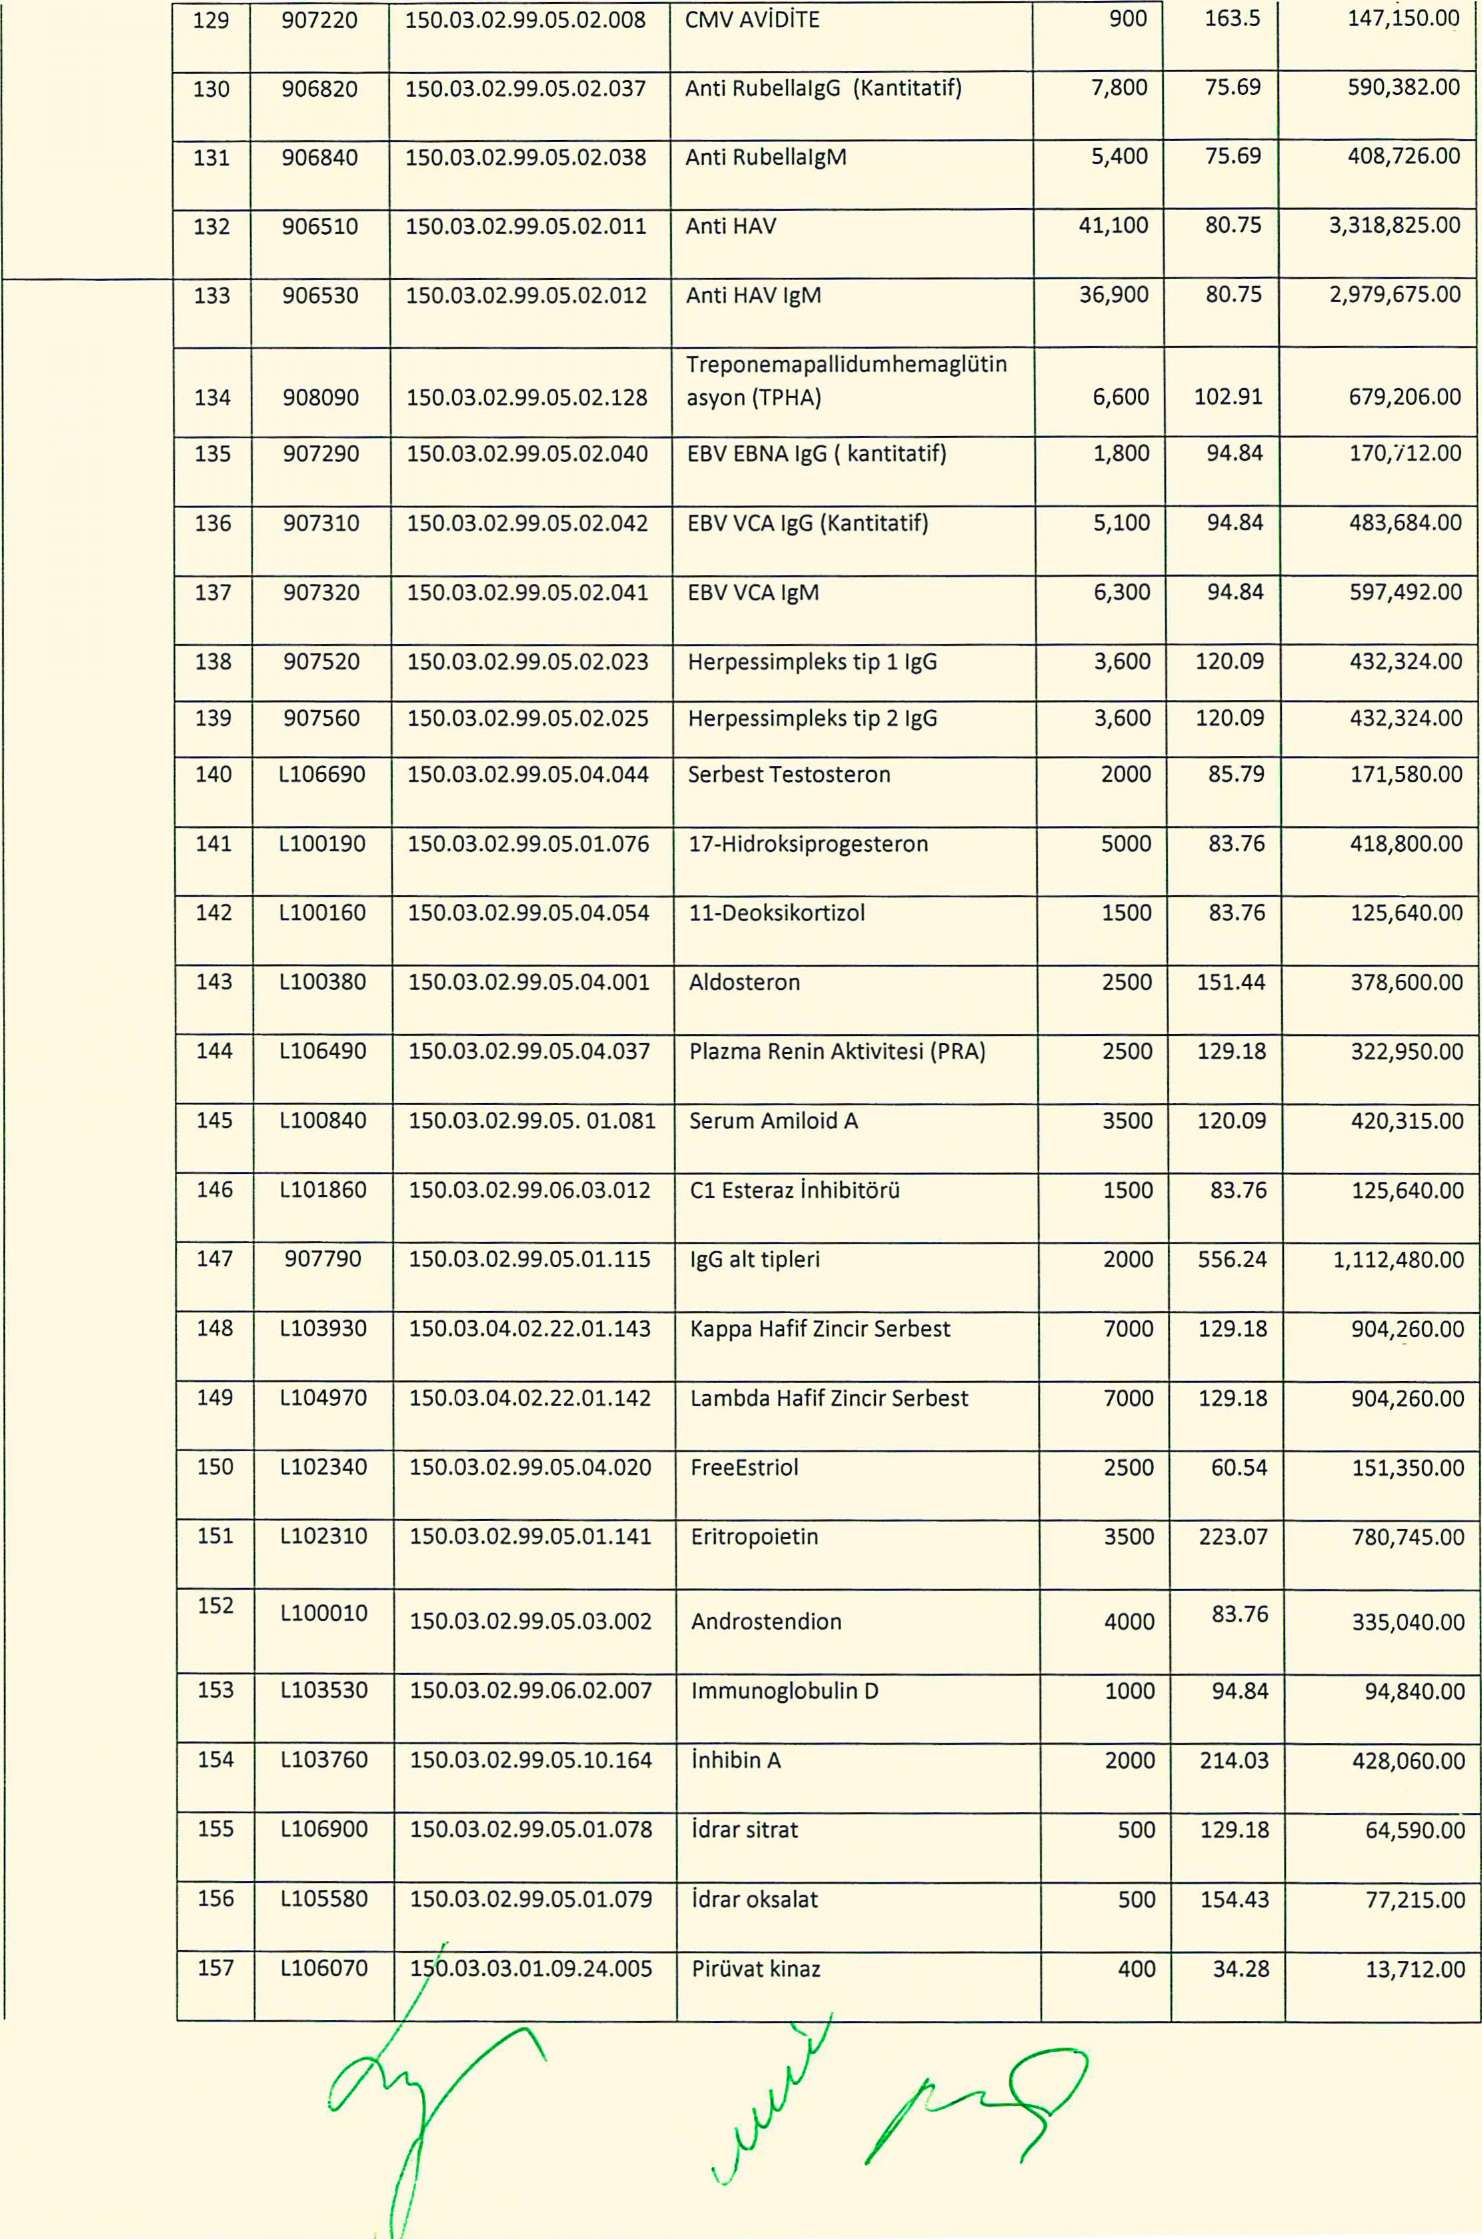 129 907220 150.03.02.99.05.02.008 CMV AVİDİTE 900 163.5 147,150.00
130 906820 150.03.02.99.05.02.037 Anti RubellaIgG (Kantitatif) 7,800 75.69 590,382.00
131 906840 150.03.02.99.05.02.038 Anti RubellaIgM 5,400 75.69 408,726.00
132 906510 150.03.02.99.05.02.011 Anti HAV 41,100 80.75 3,318,825.00
133 906530 150.03.02.99.05.02.012 Anti HAV IgM 36,900 80.75 2,979,675.00
Treponemapallidumhemaglütin
134 908090 150.03.02.99.05.02.128 asyon (TPHA) 6,600 102.91 679,206.00
135 907290 150.03.02.99.05.02.040 EBV EBNA IgG ( kantitatif) 1,800 94.84 170,712.00
136 907310 150.03.02.99.05.02.042 EBV VCA IgG (Kantitatif) 5,100 94.84 483,684.00
137 907320 150.03.02.99.05.02.041 EBV VCA IgM 6,300 94.84 597,492.00
138 907520 150.03.02.99.05.02.023 Herpessimpleks tip 1 IgG 3,600 120.09 432,324.00
139 907560 150.03.02.99.05.02.025 Herpessimpleks tip 2 IgG 3,600 120.09 432,324.00
140 L106690 150.03.02.99.05.04.044 Serbest Testosteron 2000 85.79 171,580.00
141 L100190 150.03.02.99.05.01.076 17-Hidroksiprogesteron 5000 83.76 418,800.00
142 L100160 150.03.02.99.05.04.054 11-Deoksikortizol 1500 83.76 125,640.00
143 L100380 150.03.02.99.05.04.001 Aldosteron 2500 151.44 378,600.00
144 L106490 150.03.02.99.05.04.037 Plazma Renin Aktivitesi (PRA) 2500 129.18 322,950.00
145 L100840 150.03.02.99.05. 01.081 Serum Amiloid A 3500 120.09 420,315.00
146 L101860 150.03.02.99.06.03.012 C1 Esteraz İnhibitörü 1500 83.76 125,640.00
147 907790 150.03.02.99.05.01.115 IgG alt tipleri 2000 556.24 1,112,480.00
148 L103930 150.03.04.02.22.01.143 Kappa Hafif Zincir Serbest 7000 129.18 904,260.00
149 L104970 150.03.04.02.22.01.142 Lambda Hafif Zincir Serbest 7000 129.18 904,260.00
150 L102340 150.03.02.99.05.04.020 FreeEstriol 2500 60.54 151,350.00
151 L102310 150.03.02.99.05.01.141 Eritropoietin 3500 223.07 780,745.00
152 L100010 150.03.02.99.05.03.002 Androstendion 4000 83.76 335,040.00
153 L103530 150.03.02.99.06.02.007 Immunoglobulin D 1000 94.84 94,840.00
154 L103760 150.03.02.99.05.10.164 İnhibin A 2000 214.03 428,060.00
155 L106900 150.03.02.99.05.01.078 İdrar sitrat 500 129.18 64,590.00
156 L105580 150.03.02.99.05.01.079 İdrar oksalat 500 154.43 77,215.00
157 L106070 150.03.03.01.09.24.005 Pirüvat kinaz 400 34.28 13,712.00